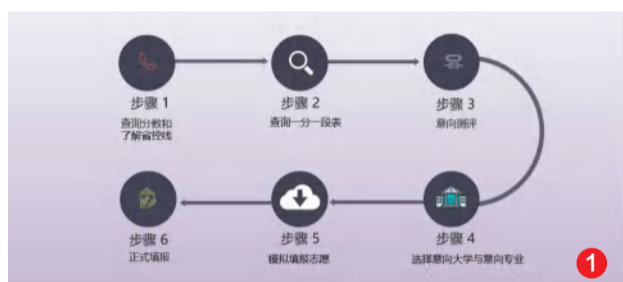 步骤 1
查询分数和
了解省控线
步骤 2
查询一分一段表
步骤 3
意向测评
步骤 4
选择意向大学与意向专业
步骤 5
模拟填报志愿
步骤 6
正式填报
1